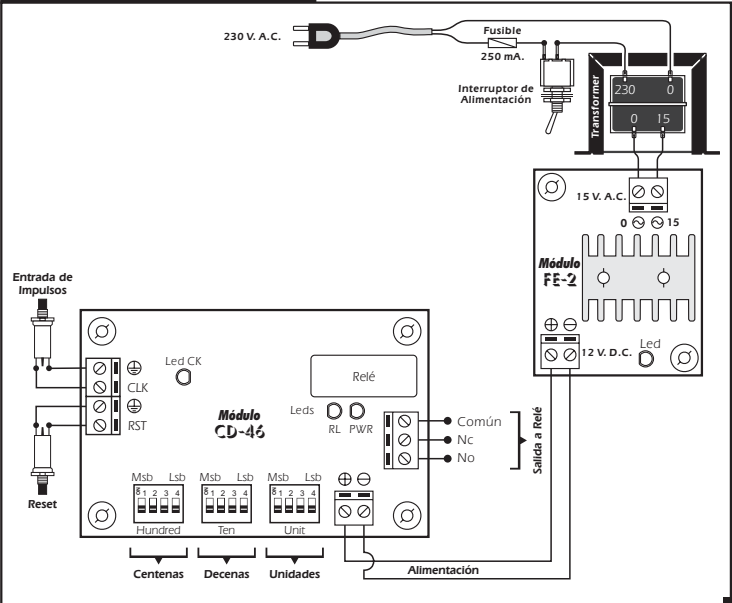 230 V. A.C.
Fusible
250 mA.
Interruptor de
Alimentación
Transformer
230 0
0 15
15 V. A.C.
0 15
Módulo
FE-2
Led
12 V. D.C.
Entrada de
Impulsos
CLK
RST
Reset
Led CK
Relé
Leds
RL PWR
Módulo
CD-46
Común
Nc
No
Salida a Relé
Msb Lsb
Msb Lsb
Msb Lsb
ON 1 2 3 4
ON 1 2 3 4
ON 1 2 3 4
Hundred
Ten
Unit
Centenas
Decenas
Unidades
Alimentación